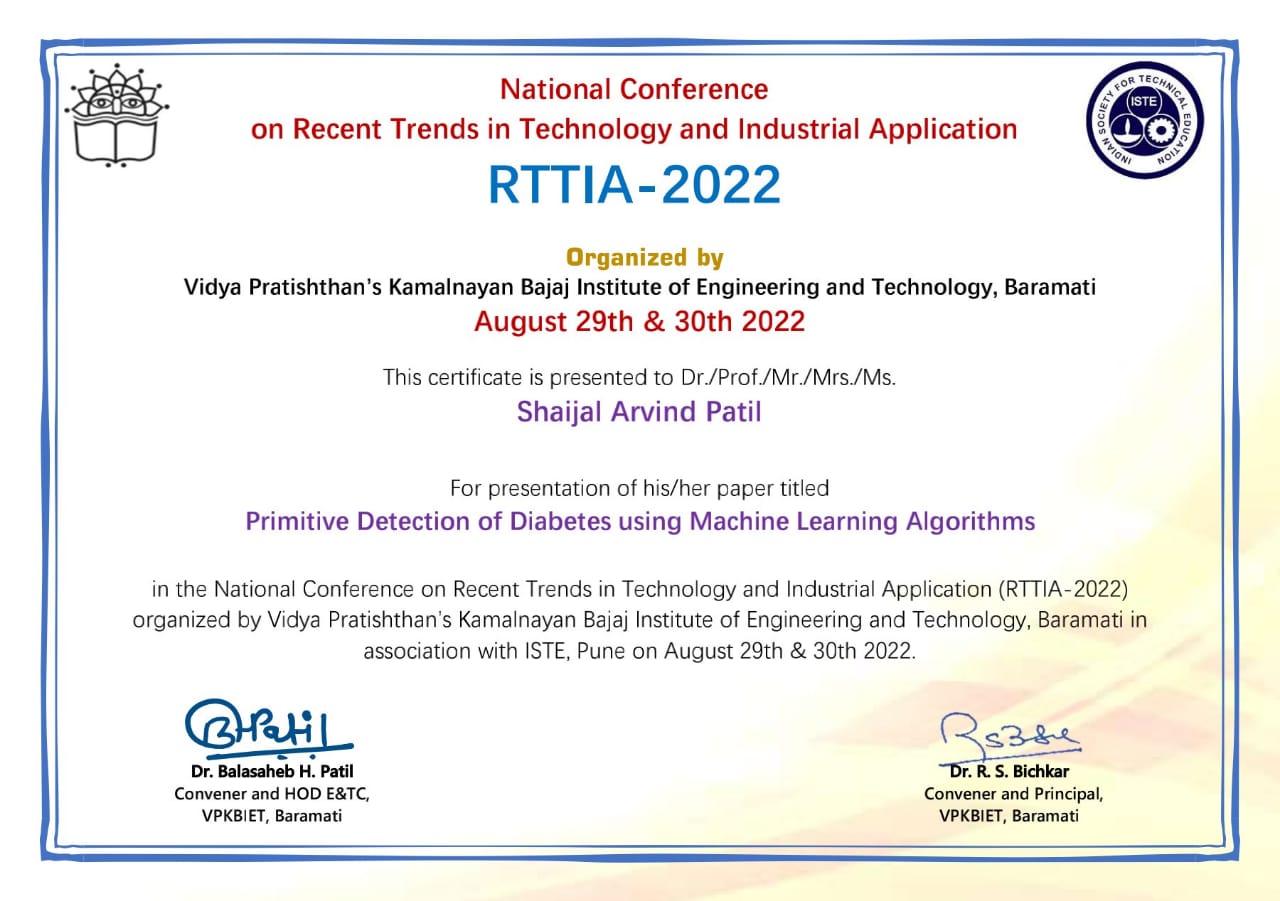 National Conference
on Recent Trends in Technology and Industrial Application
RTTIA-2022
INDIAN SOCIETY FOR TECHNICAL EDUCATION
ISTE
Organized by
Vidya Pratishthan's Kamalnayan Bajaj Institute of Engineering and Technology, Baramati
August 29th & 30th 2022
This certificate is presented to Dr./Prof./Mr./Mrs./Ms.
Shaijal Arvind Patil
For presentation of his/her paper titled
Primitive Detection of Diabetes using Machine Learning Algorithms
in the National Conference on Recent Trends in Technology and Industrial Application (RTTIA-2022)
organized by Vidya Pratishthan's Kamalnayan Bajaj Institute of Engineering and Technology, Baramati in
association with ISTE, Pune on August 29th & 30th 2022.
BHPatil
Dr. Balasaheb H. Patil
Convener and HOD E&TC,
VPKBIET, Baramati
Dr. R. S. Bichkar
Convener and Principal,
VPKBIET, Baramati